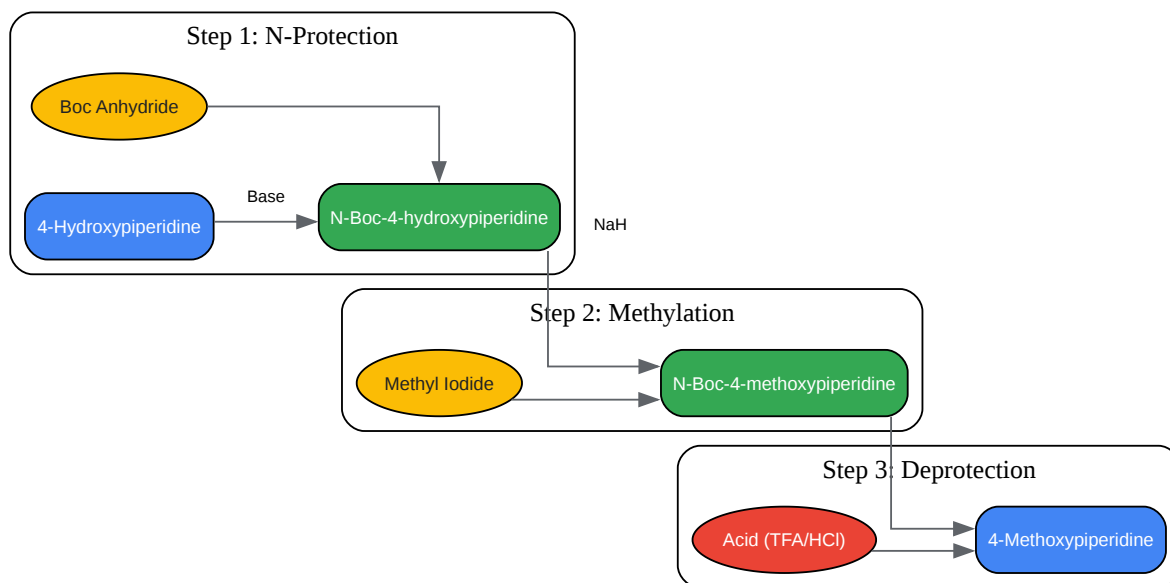 Step 1: N-Protection
Boc Anhydride
4-Hydroxypiperidine
Base
N-Boc-4-hydroxypiperidine
NaH
Step 2: Methylation
Methyl Iodide
N-Boc-4-methoxypiperidine
Step 3: Deprotection
Acid (TFA/HCl)
4-Methoxypiperidine